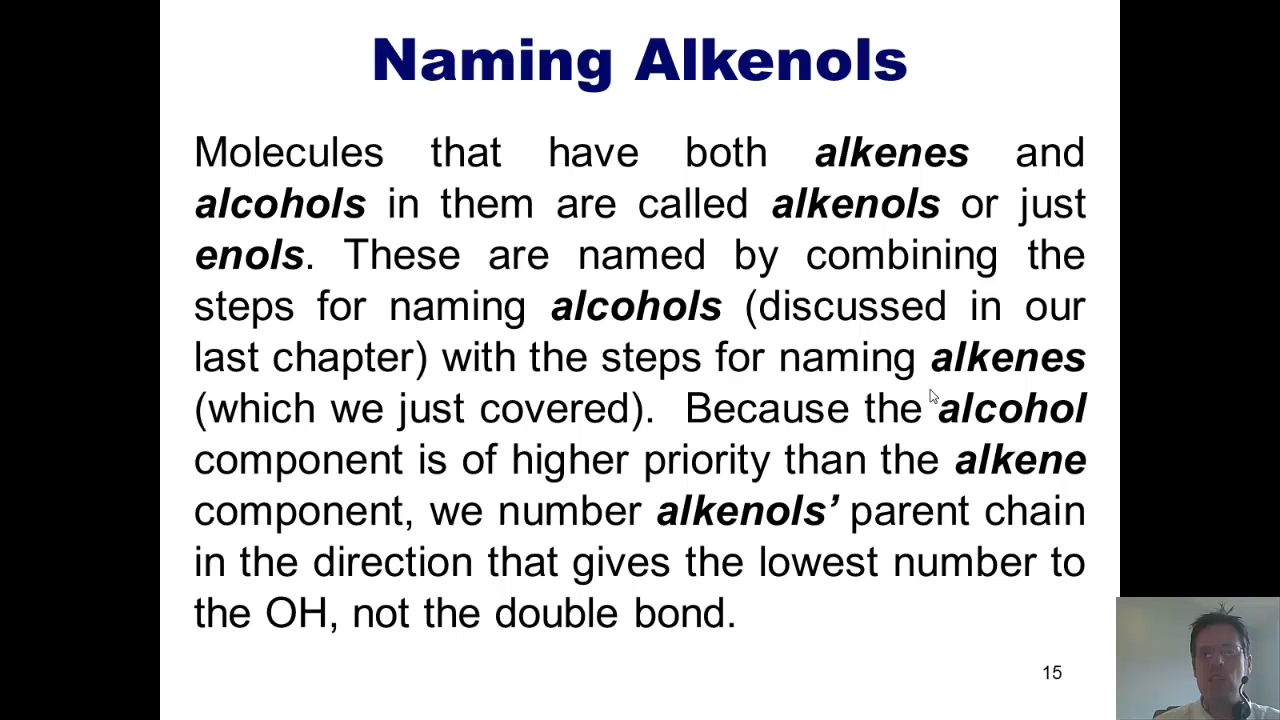 Naming Alkenols
Molecules that have both alkenes and
alcohols in them are called alkenols or just
enols. These are named by combining the
steps for naming alcohols (discussed in our
last chapter) with the steps for naming alkenes
(which we just covered). Because the alcohol
component is of higher priority than the alkene
component, we number alkenols’ parent chain
in the direction that gives the lowest number to
the OH, not the double bond.
15